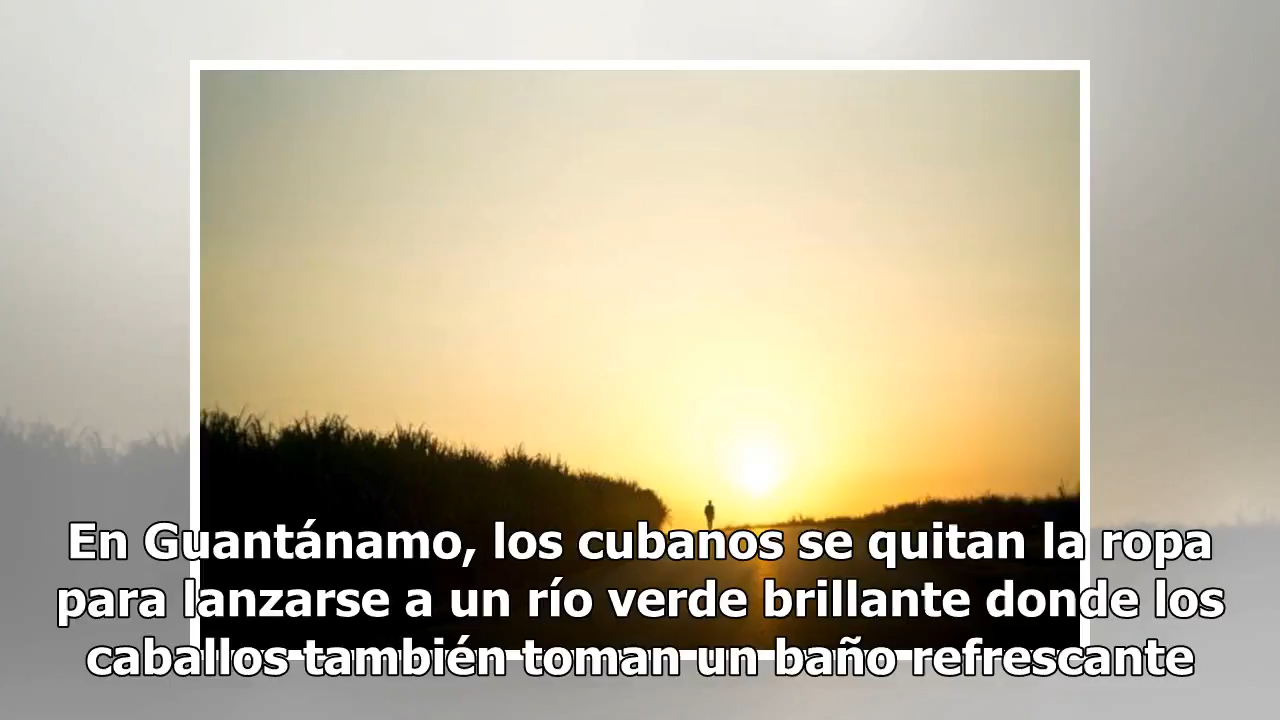 En Guantánamo, los cubanos se quitan la ropa
para lanzarse a un río verde brillante donde los
caballos también toman un baño refrescante